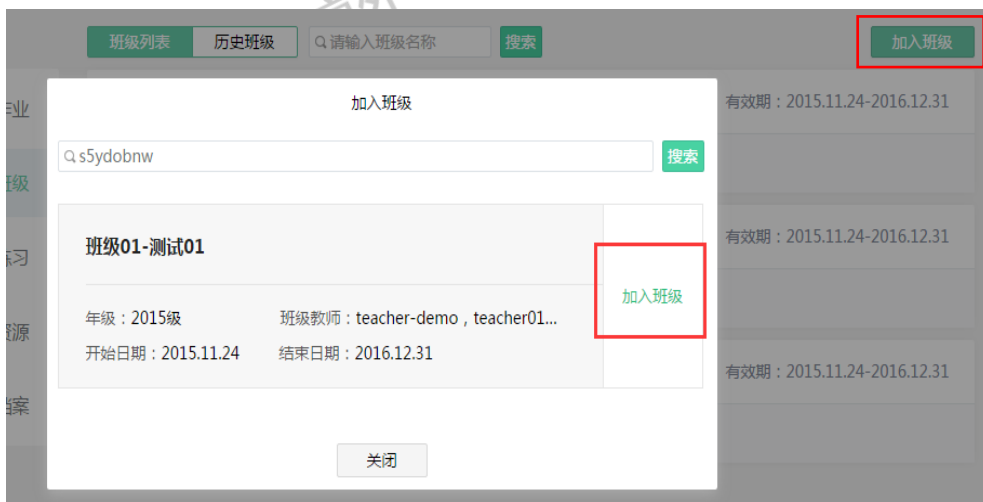 班级列表 历史班级 请输入班级名称 搜索 加入班级
加入班级
有效期：2015.11.24-2016.12.31
s5ydobnw 搜索
班级01-测试01
有效期：2015.11.24-2016.12.31
加入班级
年级：2015级 班级教师：teacher-demo，teacher01...
开始日期：2015.11.24 结束日期：2016.12.31
有效期：2015.11.24-2016.12.31
关闭